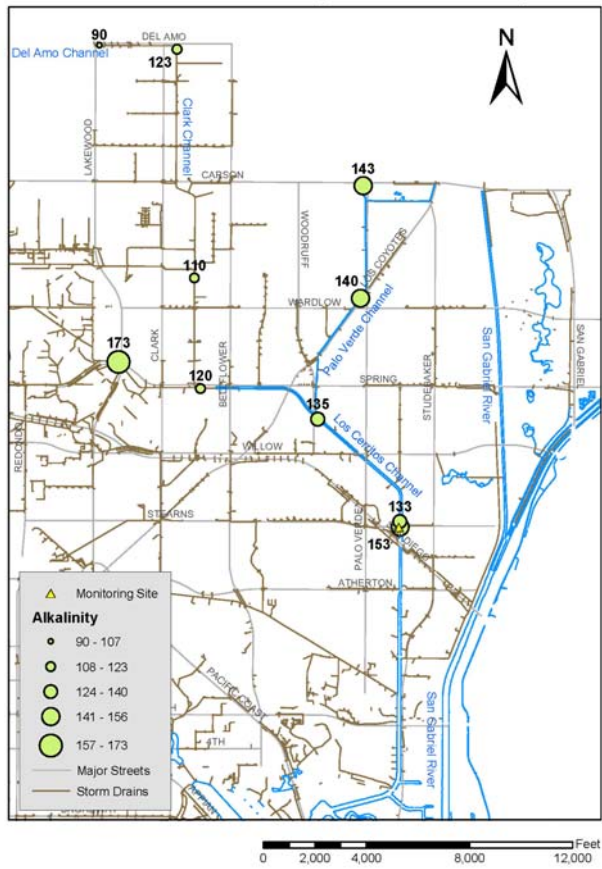 90
DEL AMO
Del Amo Channel
123
N
Clark Channel
LAKEWOOD
CARSON
143
WOODRUFF
LOS COYOTES
110
140
WARDLOW
Palo Verde Channel
San Gabriel River
SAN GABRIEL
173
CLARK
BELLFLOWER
SPRING
STUDEBAKER
120
135
Los Cerritos Channel
REDONDO
WILLOW
STEARNS
PALO VERDE
133
153
ATHERTON
Monitoring Site
Alkalinity
90 - 107
108 - 123
124 - 140
141 - 156
157 - 173
Major Streets
Storm Drains
PACIFIC COAST
4TH
APPIAN
San Gabriel River
Feet
0 2,000 4,000 8,000 12,000